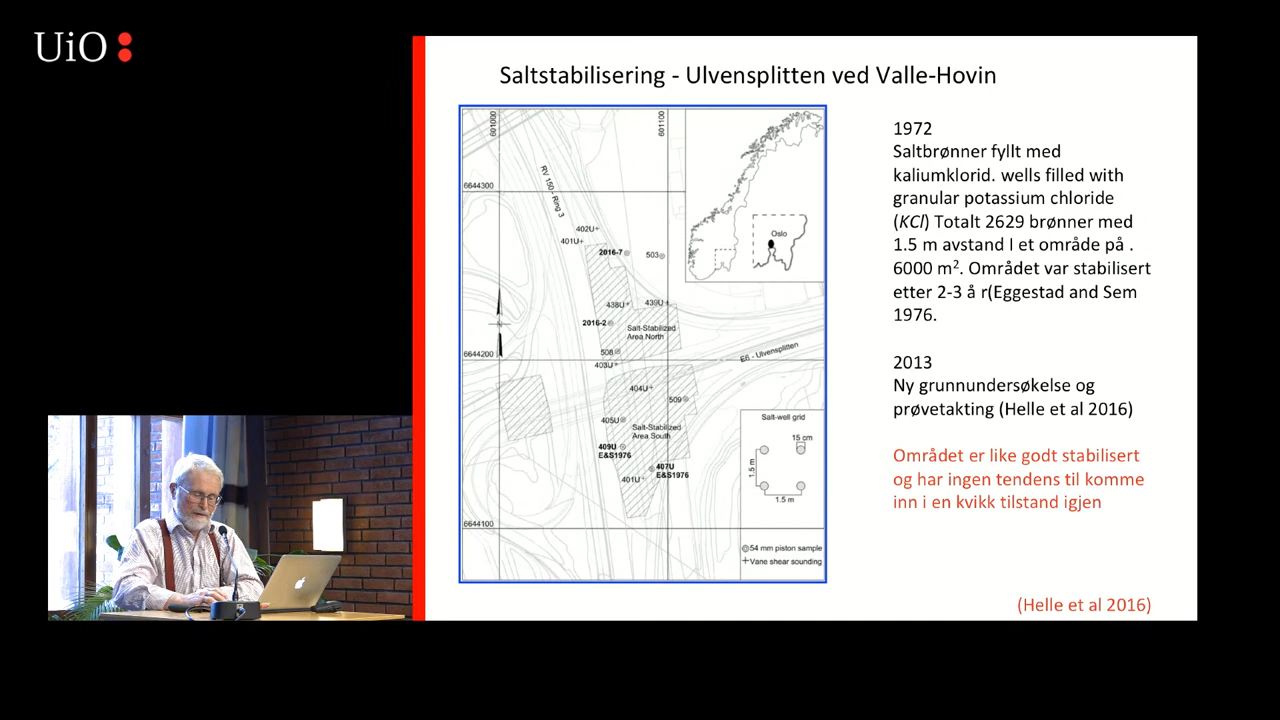 UiO
Saltstabilisering - Ulvensplitten ved Valle-Hovin
601000
601100
6644300
RV 150 - Ring 3
402U+
401U+
2016-7
503
Oslo
438U+
439U+
2016-2
Salt-Stabilized
Area North
508
6644200
403U+
E6 - Ulvensplitten
404U+
509
405U
Salt-Stabilized
Area South
409U
E&S1976
407U
E&S1976
401U+
Salt-well grid
15 cm
1.5 m
1.5 m
6644100
54 mm piston sample
+Vane shear sounding
1972
Saltbrønner fyllt med
kaliumklorid. wells filled with
granular potassium chloride
(KCl) Totalt 2629 brønner med
1.5 m avstand I et område på .
6000 m². Området var stabilisert
etter 2-3 å r(Eggestad and Sem
1976.
2013
Ny grunnundersøkelse og
prøvetakting (Helle et al 2016)
Området er like godt stabilisert
og har ingen tendens til komme
inn i en kvikk tilstand igjen
(Helle et al 2016)